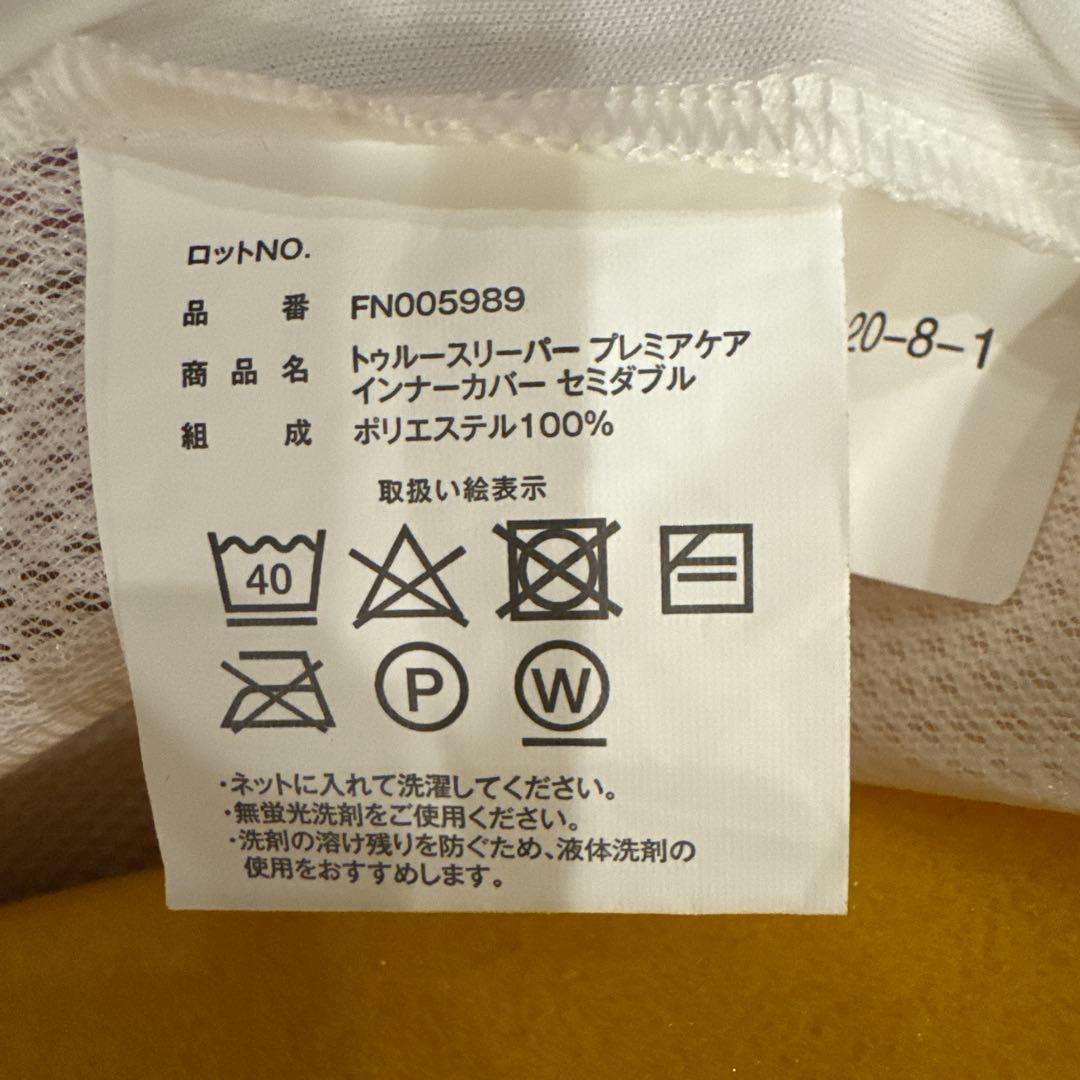 ロットNO.
品番 FN005989
商品名 トゥルースリーパー プレミアケア
インナーカバー セミダブル
組成 ポリエステル100%
20-8-1
取扱い絵表示
40
P
W
・ネットに入れて洗濯してください。
・無蛍光洗剤をご使用ください。
・洗剤の溶け残りを防ぐため、液体洗剤の
使用をおすすめします。